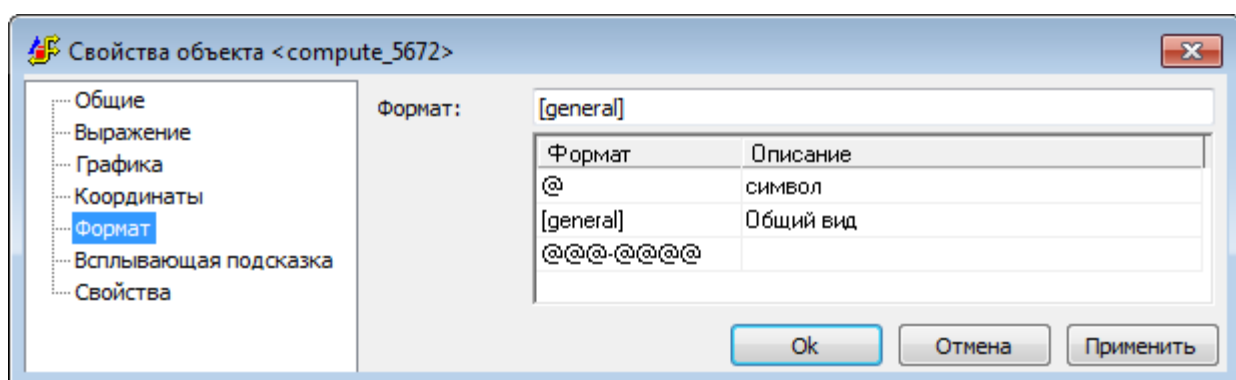 Свойства объекта <compute_5672>
Общие
Выражение
Графика
Координаты
Формат
Всплывающая подсказка
Свойства
Формат: [general]
Формат Описание
@ символ
[general] Общий вид
@@@-@@@@
Ok Отмена Применить